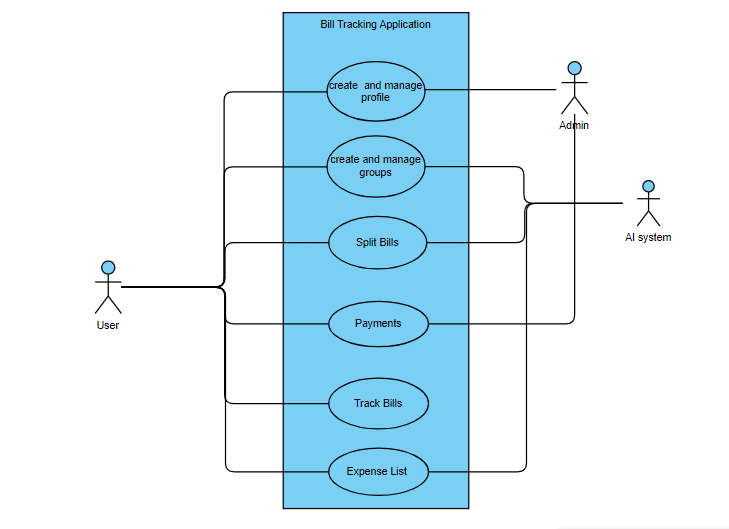 Bill Tracking Application
create  and manage
profile
Admin
create and manage
groups
AI system
Split Bills
User
Payments
Track Bills
Expense List